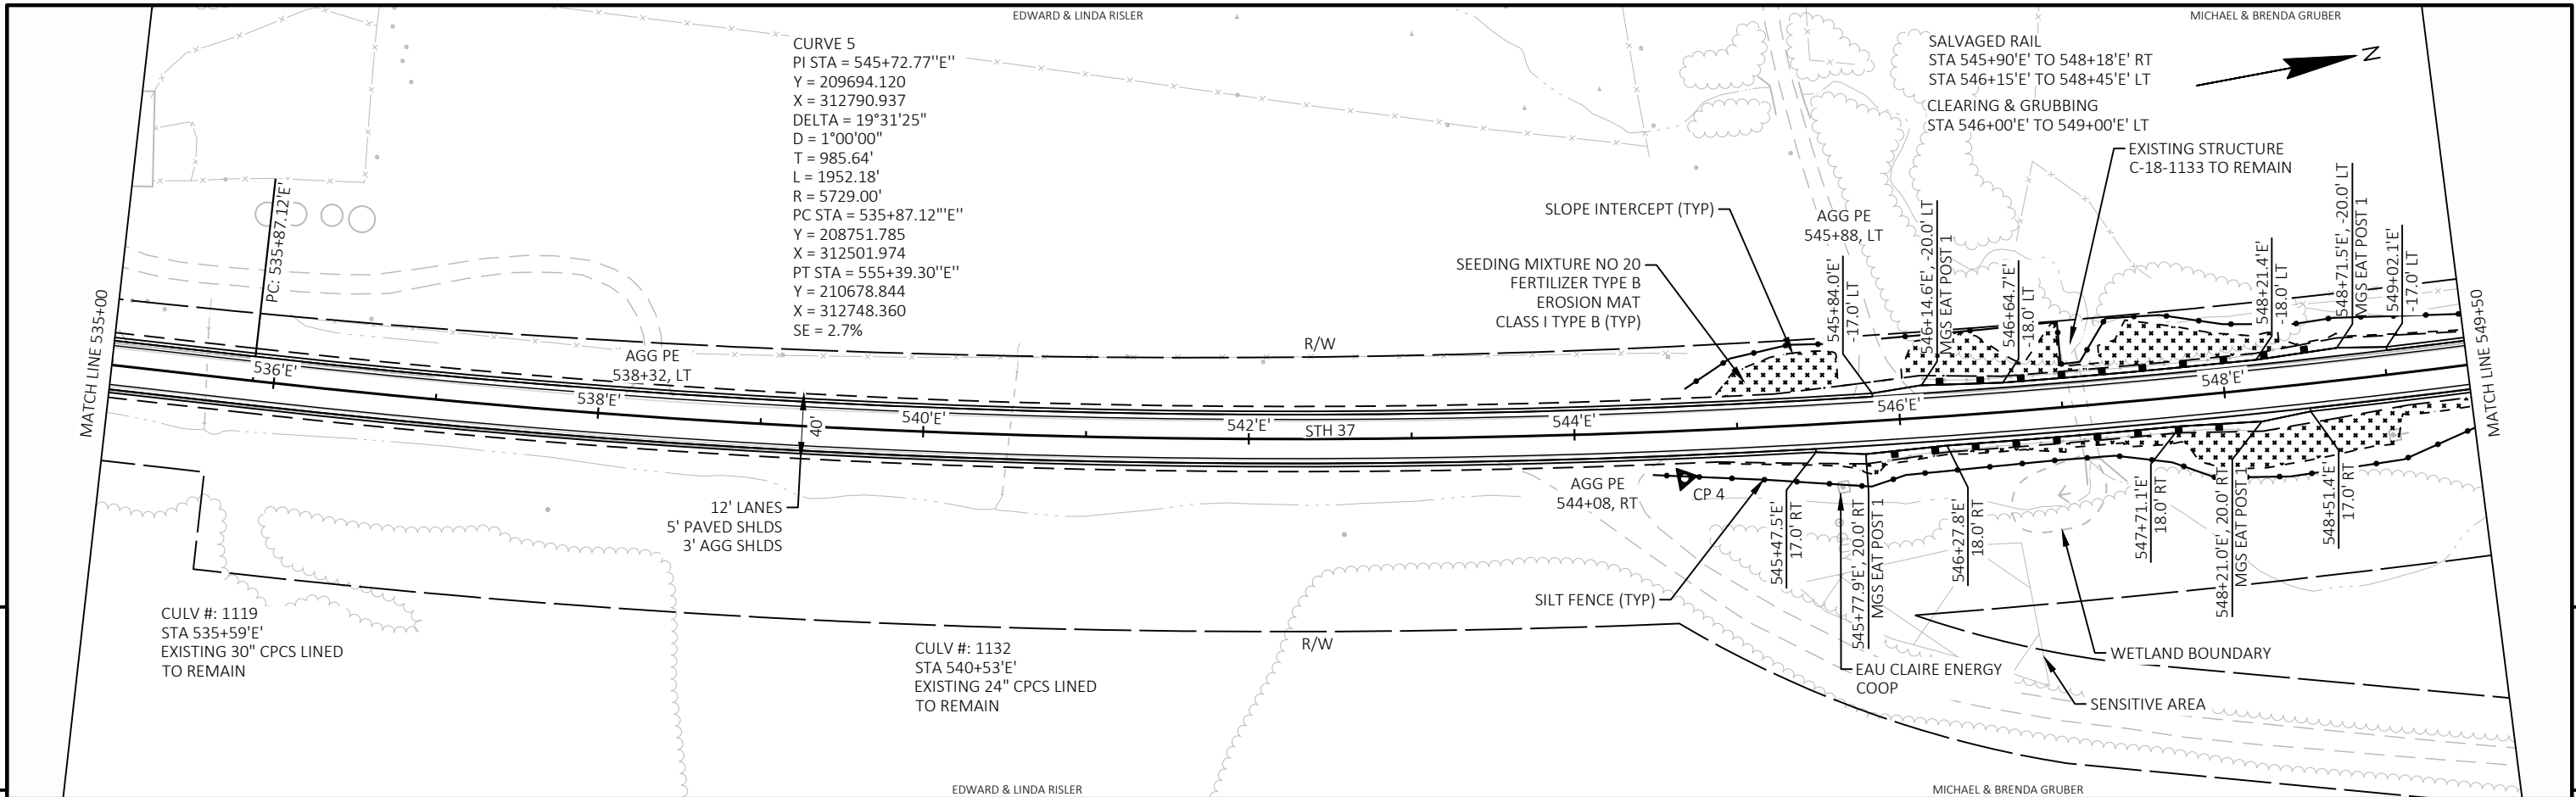 EDWARD & LINDA RISLER
MICHAEL & BRENDA GRUBER
CURVE 5
PI STA = 545+72.77"E"
Y = 209694.120
X = 312790.937
DELTA = 19°31'25"
D = 1°00'00"
T = 985.64'
L = 1952.18'
R = 5729.00'
PC STA = 535+87.12"'E"
Y = 208751.785
X = 312501.974
PT STA = 555+39.30"E"
Y = 210678.844
X = 312748.360
SE = 2.7%
SALVAGED RAIL
STA 545+90'E' TO 548+18'E' RT
STA 546+15'E' TO 548+45'E' LT
CLEARING & GRUBBING
STA 546+00'E' TO 549+00'E' LT
N
EXISTING STRUCTURE
C-18-1133 TO REMAIN
SLOPE INTERCEPT (TYP)
AGG PE
545+88, LT
SEEDING MIXTURE NO 20
FERTILIZER TYPE B
EROSION MAT
CLASS I TYPE B (TYP)
PC: 535+87.12'E'
545+84.0'E'
-17.0' LT
546+14.6'E', -20.0' LT
MGS EAT POST 1
546+64.7'E'
-18.0' LT
548+21.4'E'
-18.0' LT
548+71.5'E', -20.0' LT
MGS EAT POST 1
549+02.1'E'
-17.0' LT
MATCH LINE 535+00
MATCH LINE 549+50
R/W
AGG PE
538+32, LT
536'E'
538'E'
540'E'
542'E'
544'E'
546'E'
548'E'
STH 37
40'
12' LANES
5' PAVED SHLDS
3' AGG SHLDS
AGG PE
544+08, RT
CP 4
545+47.5'E'
17.0' RT
545+77.9'E', 20.0' RT
MGS EAT POST 1
546+27.8'E'
18.0' RT
547+71.1'E'
18.0' RT
548+21.0'E', 20.0' RT
MGS EAT POST 1
548+51.4'E'
17.0' RT
SILT FENCE (TYP)
CULV #: 1119
STA 535+59'E'
EXISTING 30" CPCS LINED
TO REMAIN
R/W
CULV #: 1132
STA 540+53'E'
EXISTING 24" CPCS LINED
TO REMAIN
EAU CLAIRE ENERGY
COOP
WETLAND BOUNDARY
SENSITIVE AREA
EDWARD & LINDA RISLER
MICHAEL & BRENDA GRUBER